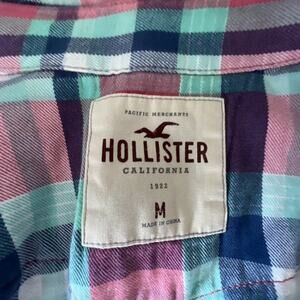 PACIFIC MERCHANTS
HOLLISTER
CALIFORNIA
1922
M
MADE IN CHINA